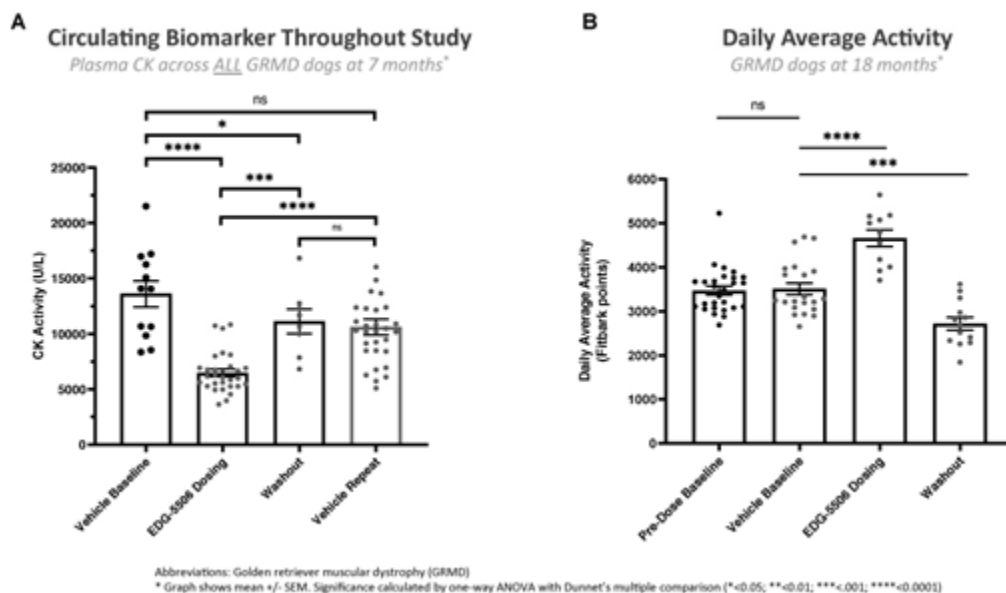 A
Circulating Biomarker Throughout Study
Plasma CK across ALL GRMD dogs at 7 months*
ns
*
****
***
****
ns
25000
20000
15000
10000
5000
0
CK Activity (U/L)
Vehicle Baseline
EDG-5506 Dosing
Washout
Vehicle Repeat
B
Daily Average Activity
GRMD dogs at 18 months*
ns
****
***
6000
5000
4000
3000
2000
1000
0
Daily Average Activity
(Fitbark points)
Pre-Dose Baseline
Vehicle Baseline
EDG-5506 Dosing
Washout
Abbreviations: Golden retriever muscular dystrophy (GRMD)
* Graph shows mean +/- SEM. Significance calculated by one-way ANOVA with Dunnet's multiple comparison (*<0.05; **<0.01; ***<.001; ****<0.0001)